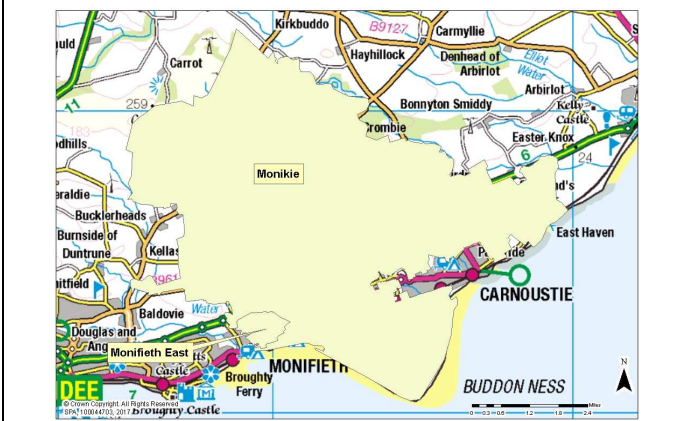 Kirkbuddo
B9127
Carmyllie
Carrot
Hayhillock
Denhead of
Arbirlot
Elliot
Water
11
259
Arbirlot
Bonnyton Smiddy
Kelly
Castle
183
Crombie
Easter Knox
6
24
Monikie
Bucklerheads
Burnside of
Duntrune
Kellas
East Haven
CARNOUSTIE
Baldovie
Water
Douglas and
Monifieth East
Castle
MONIFIETH
Broughty
Ferry
BUDDON NESS
DEE
7
Broughty Castle
© Crown Copyright. All Rights Reserved
SPA, 100044703, 2017
N
Miles
0 0.3 0.6 1.2 1.8 2.4